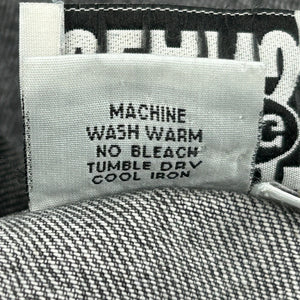 MACHINE
WASH WARM
NO BLEACH
TUMBLE DRY
COOL IRON